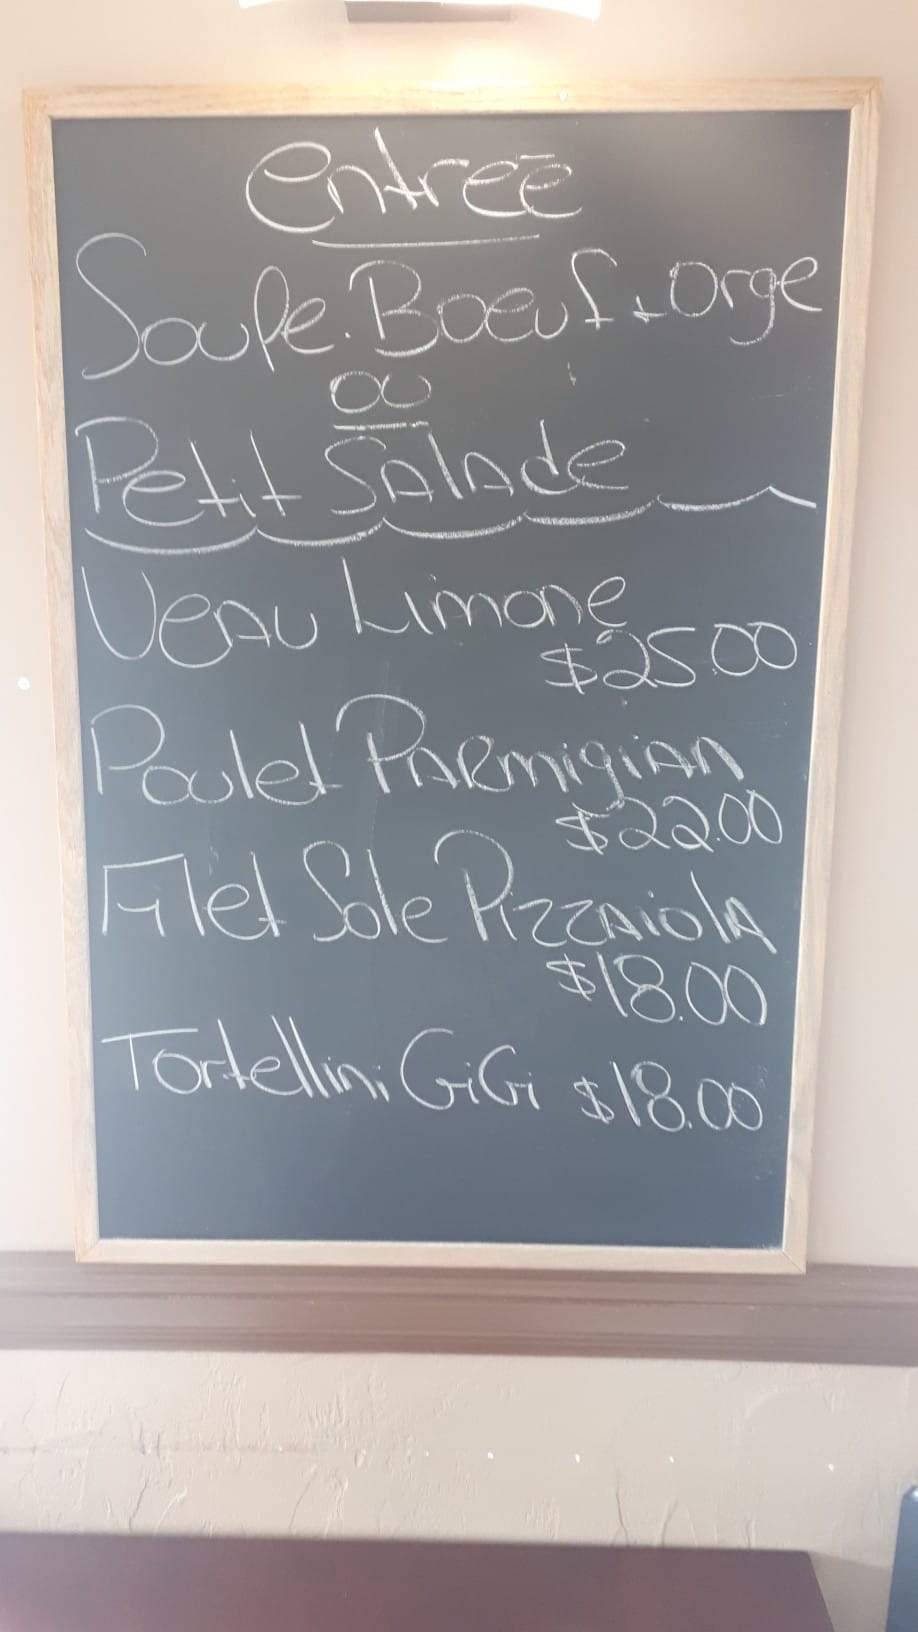 entreē
Soupe. Boeuf + Orge
ou
Petit Salade
Veau Limone
$25.00
Poulet Parmigian
$22.00
Filet Sole Pizzaiola
$18.00
Tortellini GiGi $18.00